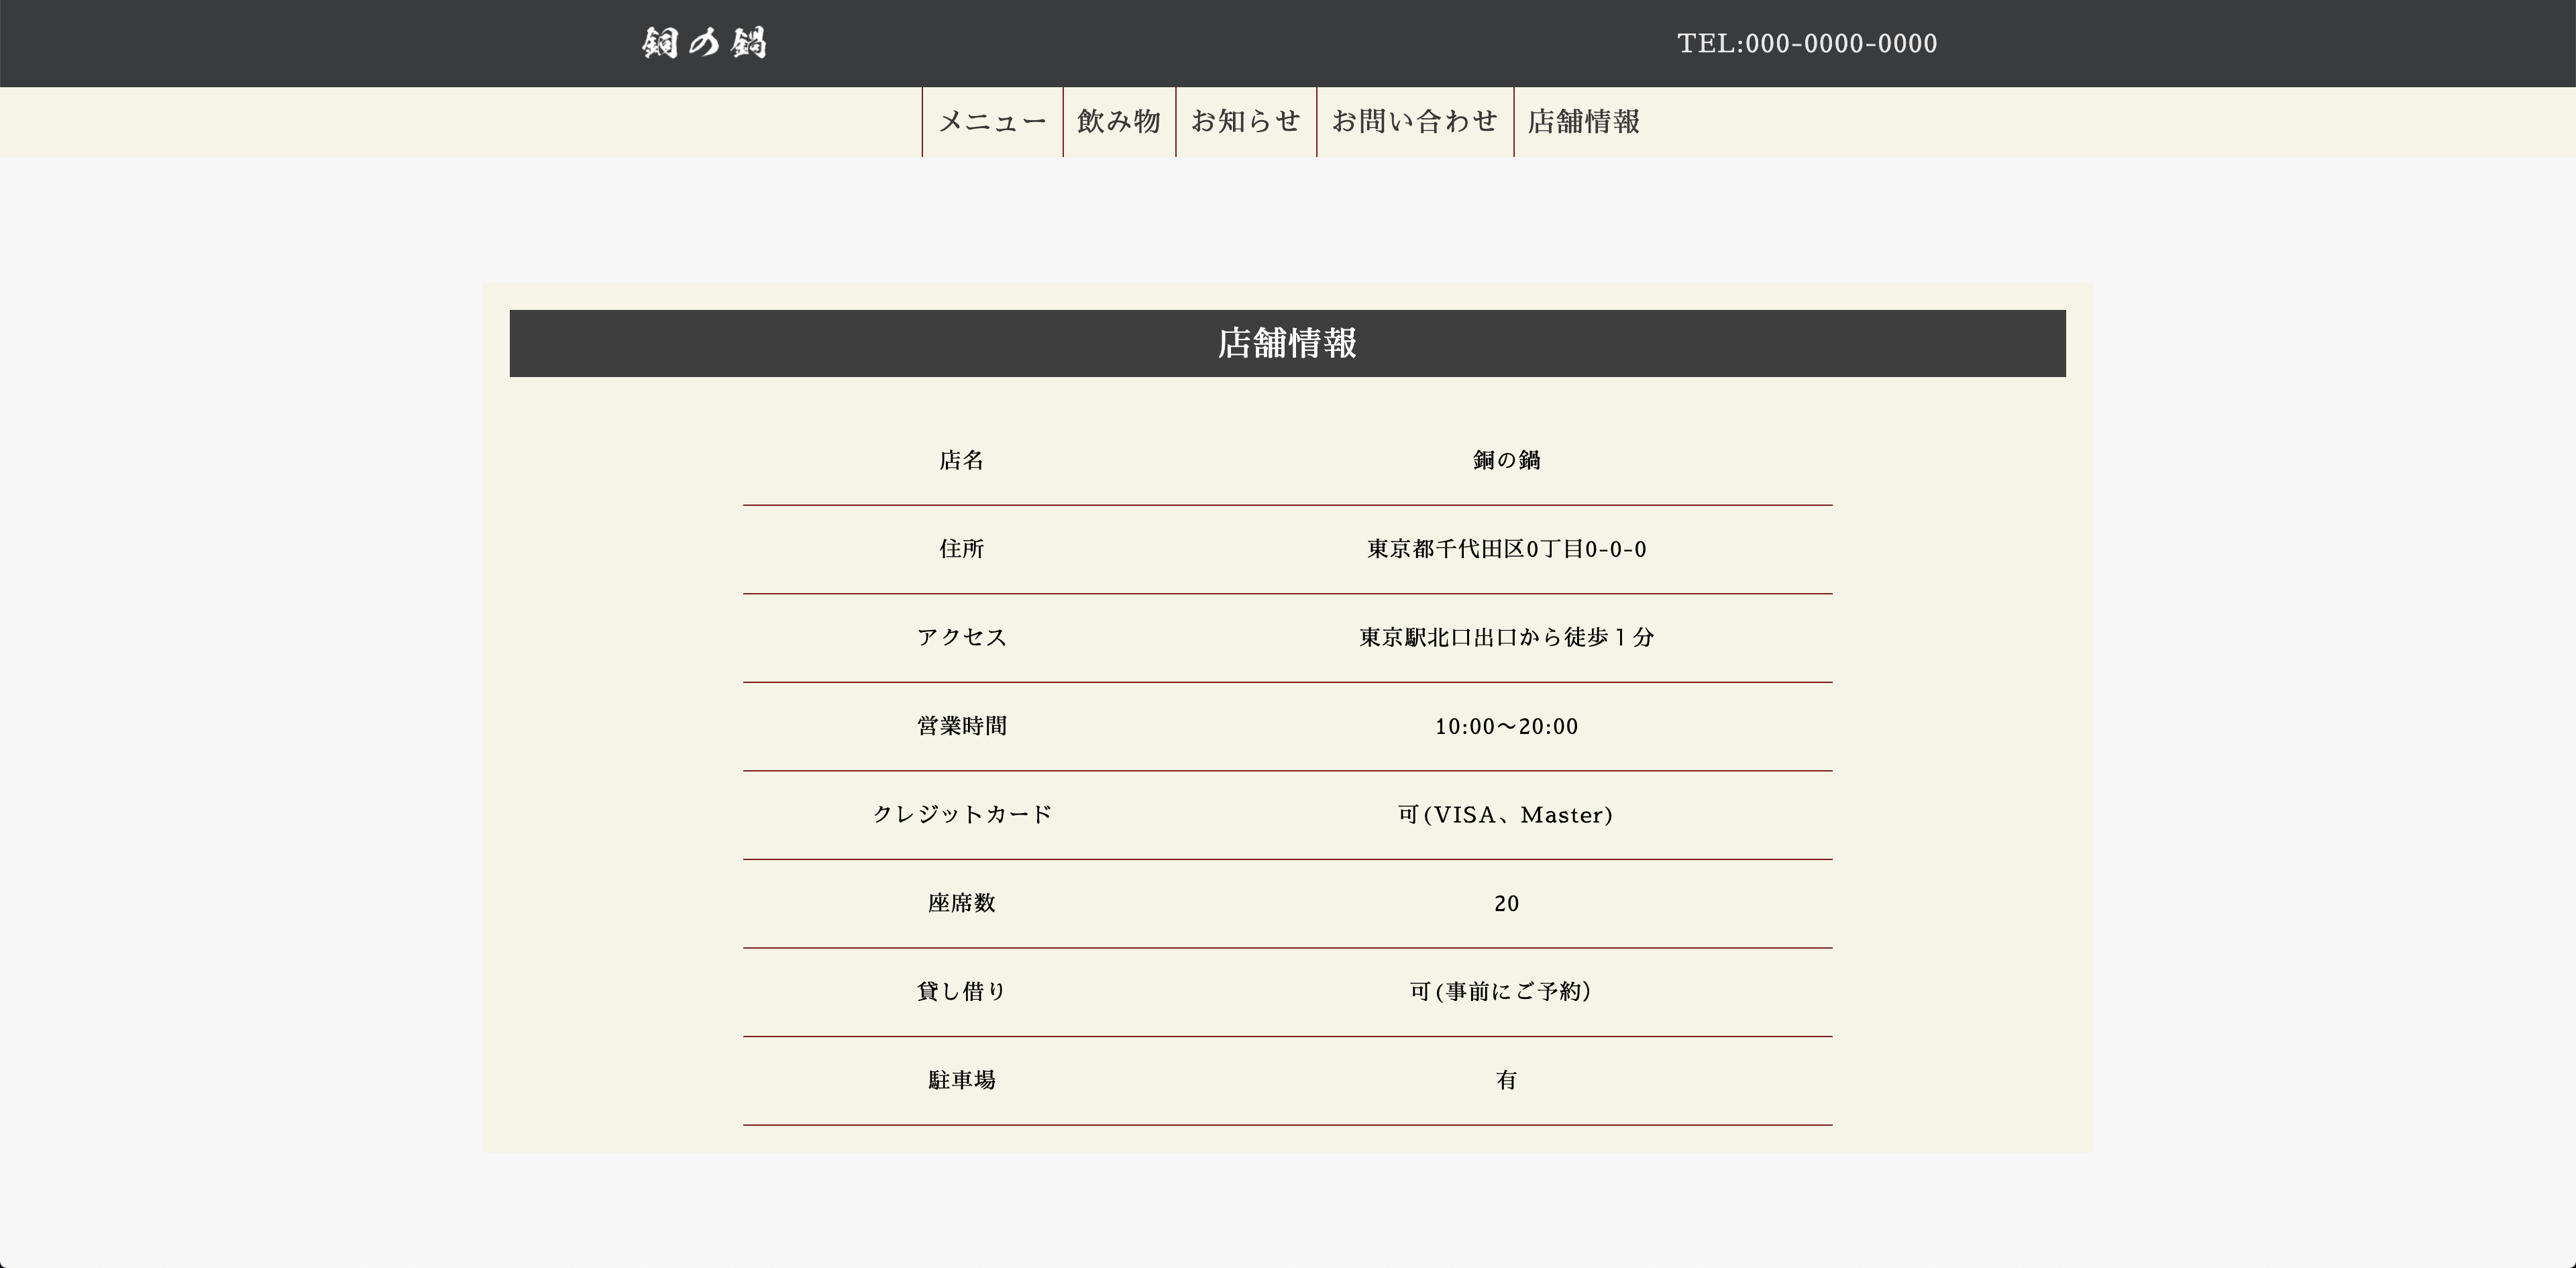 銅の鍋 TEL:000-0000-0000
メニュー 飲み物 お知らせ お問い合わせ 店舗情報
店舗情報
店名 銅の鍋
住所 東京都千代田区0丁目0-0-0
アクセス 東京駅北口出口から徒歩１分
営業時間 10:00〜20:00
クレジットカード 可(VISA、Master)
座席数 20
貸し借り 可(事前にご予約）
駐車場 有